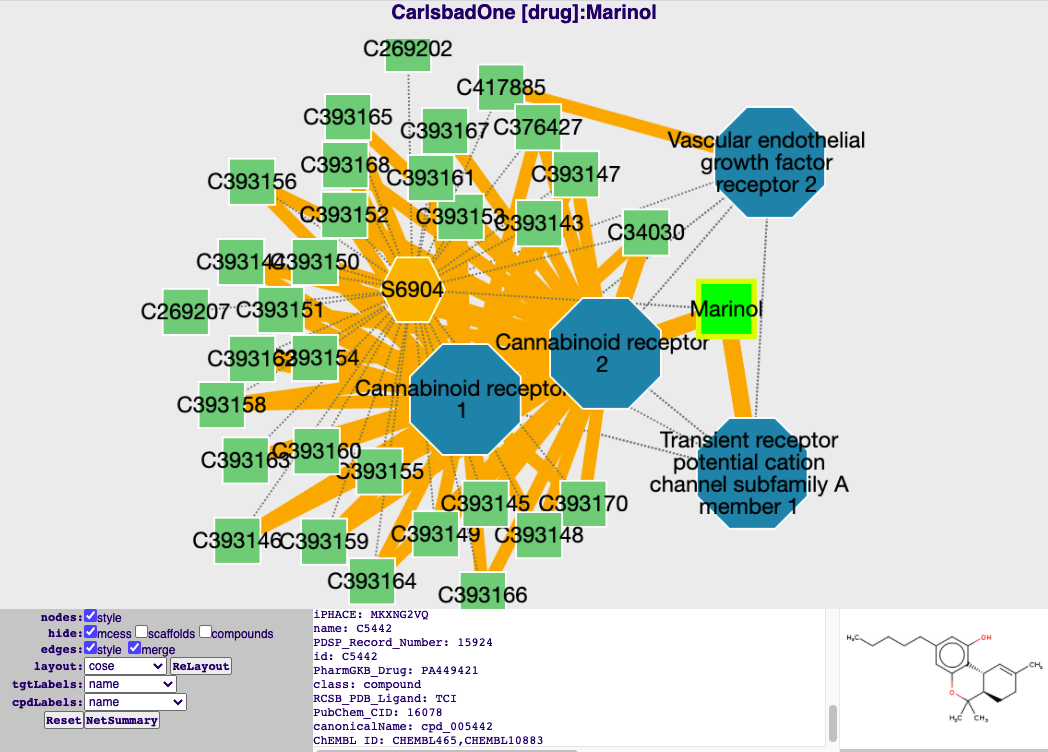 CarlsbadOne [drug]:Marinol
C269202
C417885
C393165
C393167
C376427
Vascular endothelial
growth factor
receptor 2
C393168
C393161
C393147
C393156
C393152
C393153
C393143
C34030
C393144
C393150
S6904
C269207
C393151
Marinol
Cannabinoid receptor
2
C393162
C393154
Cannabinoid receptor
1
C393158
Transient receptor
potential cation
channel subfamily A
member 1
C393163
C393160
C393155
C393145
C393170
C393146
C393159
C393149
C393148
C393164
C393166
nodes: style
hide: mcess scaffolds compounds
edges: style merge
layout: cose ReLayout
tgtLabels: name
cpdLabels: name
Reset NetSummary
iPHACE: MKXNG2VQ
name: C5442
PDSP_Record_Number: 15924
id: C5442
PharmGKB_Drug: PA449421
class: compound
RCSB_PDB_Ligand: TCI
PubChem_CID: 16078
canonicalName: cpd_005442
ChEMBL ID: CHEMBL465,CHEMBL10883
H₃C
OH
CH₃
O
H₃C
CH₃